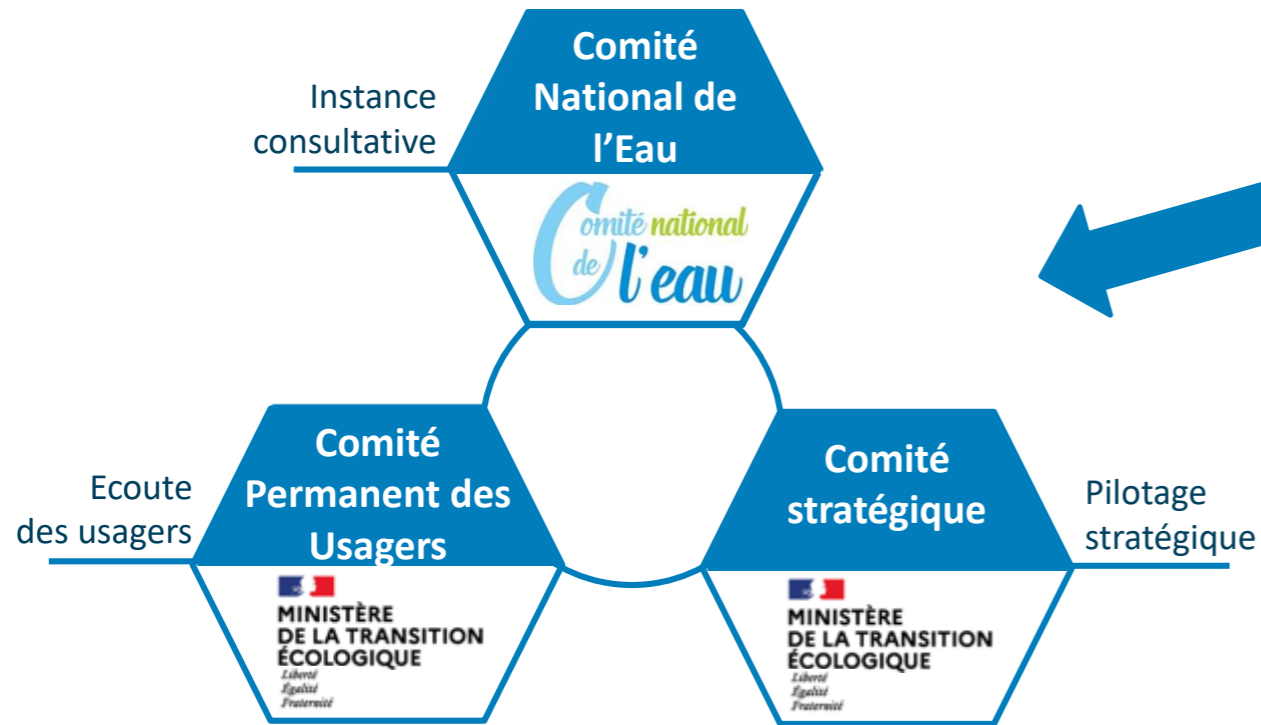 Comité
National de
l'Eau
Instance
consultative
Comité national
de l'eau
Comité
Permanent des
Usagers
Ecoute
des usagers
MINISTÈRE
DE LA TRANSITION
ÉCOLOGIQUE
Liberté
Égalité
Fraternité
Comité
stratégique
Pilotage
stratégique
MINISTÈRE
DE LA TRANSITION
ÉCOLOGIQUE
Liberté
Égalité
Fraternité